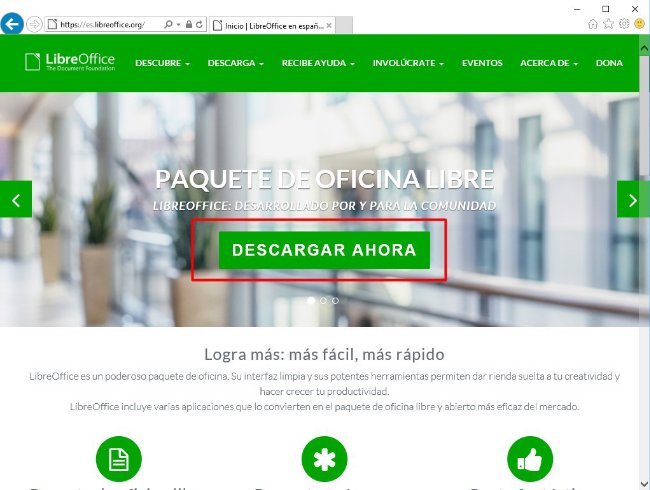 https://es.libreoffice.org/
Inicio | LibreOffice en españ...
LibreOffice
The Document Foundation
DESCUBRE
DESCARGA
RECIBE AYUDA
INVOLÚCRATE
EVENTOS
ACERCA DE
DONA
PAQUETE DE OFICINA LIBRE
LIBREOFFICE: DESARROLLADO POR Y PARA LA COMUNIDAD
DESCARGAR AHORA
Logra más: más fácil, más rápido
LibreOffice es un poderoso paquete de oficina. Su interfaz limpia y sus potentes herramientas permiten dar rienda suelta a tu creatividad y
hacer crecer tu productividad.
LibreOffice incluye varias aplicaciones que lo convierten en el paquete de oficina libre y abierto más eficaz del mercado.